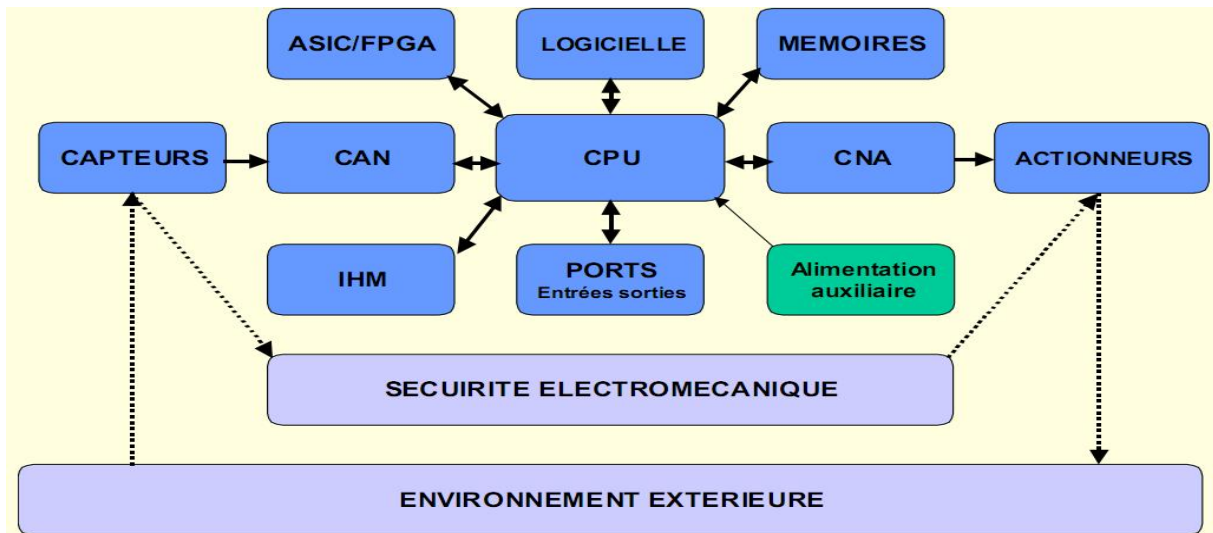 ASIC/FPGA
LOGICIELLE
MEMOIRES
CAPTEURS
CAN
CPU
CNA
ACTIONNEURS
IHM
PORTS
Entrées sorties
Alimentation
auxiliaire
SECUIRITE ELECTROMECANIQUE
ENVIRONNEMENT EXTERIEURE